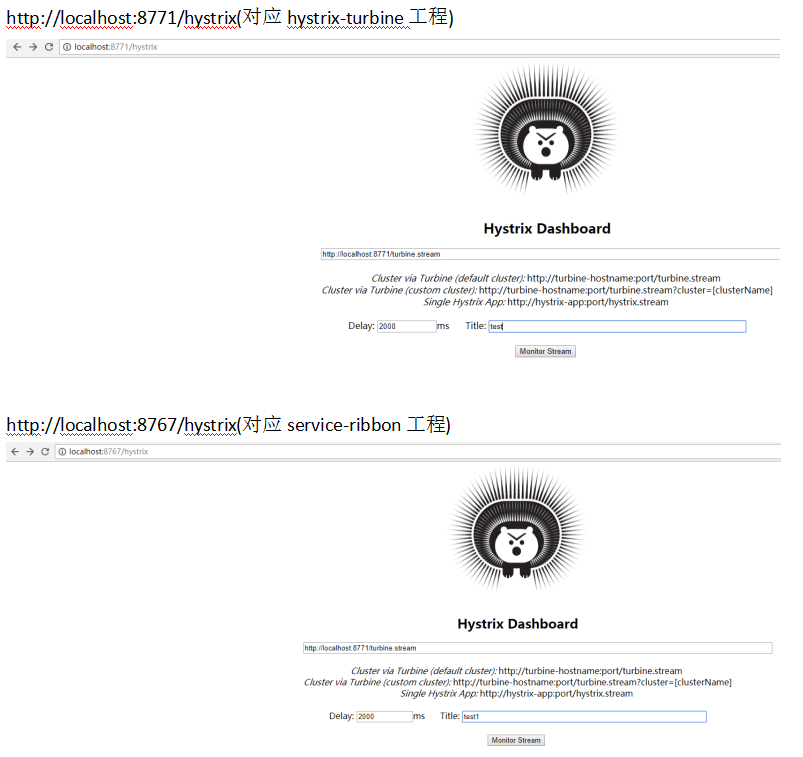 http://localhost:8771/hystrix(对应 hystrix-turbine 工程)
localhost:8771/hystrix
Hystrix Dashboard
http://localhost:8771/turbine.stream
Cluster via Turbine (default cluster): http://turbine-hostname:port/turbine.stream
Cluster via Turbine (custom cluster): http://turbine-hostname:port/turbine.stream?cluster=[clusterName]
Single Hystrix App: http://hystrix-app:port/hystrix.stream
Delay: 2000 ms Title: test
Monitor Stream
http://localhost:8767/hystrix(对应 service-ribbon 工程)
localhost:8767/hystrix
Hystrix Dashboard
http://localhost:8771/turbine.stream
Cluster via Turbine (default cluster): http://turbine-hostname:port/turbine.stream
Cluster via Turbine (custom cluster): http://turbine-hostname:port/turbine.stream?cluster=[clusterName]
Single Hystrix App: http://hystrix-app:port/hystrix.stream
Delay: 2000 ms Title: test1
Monitor Stream